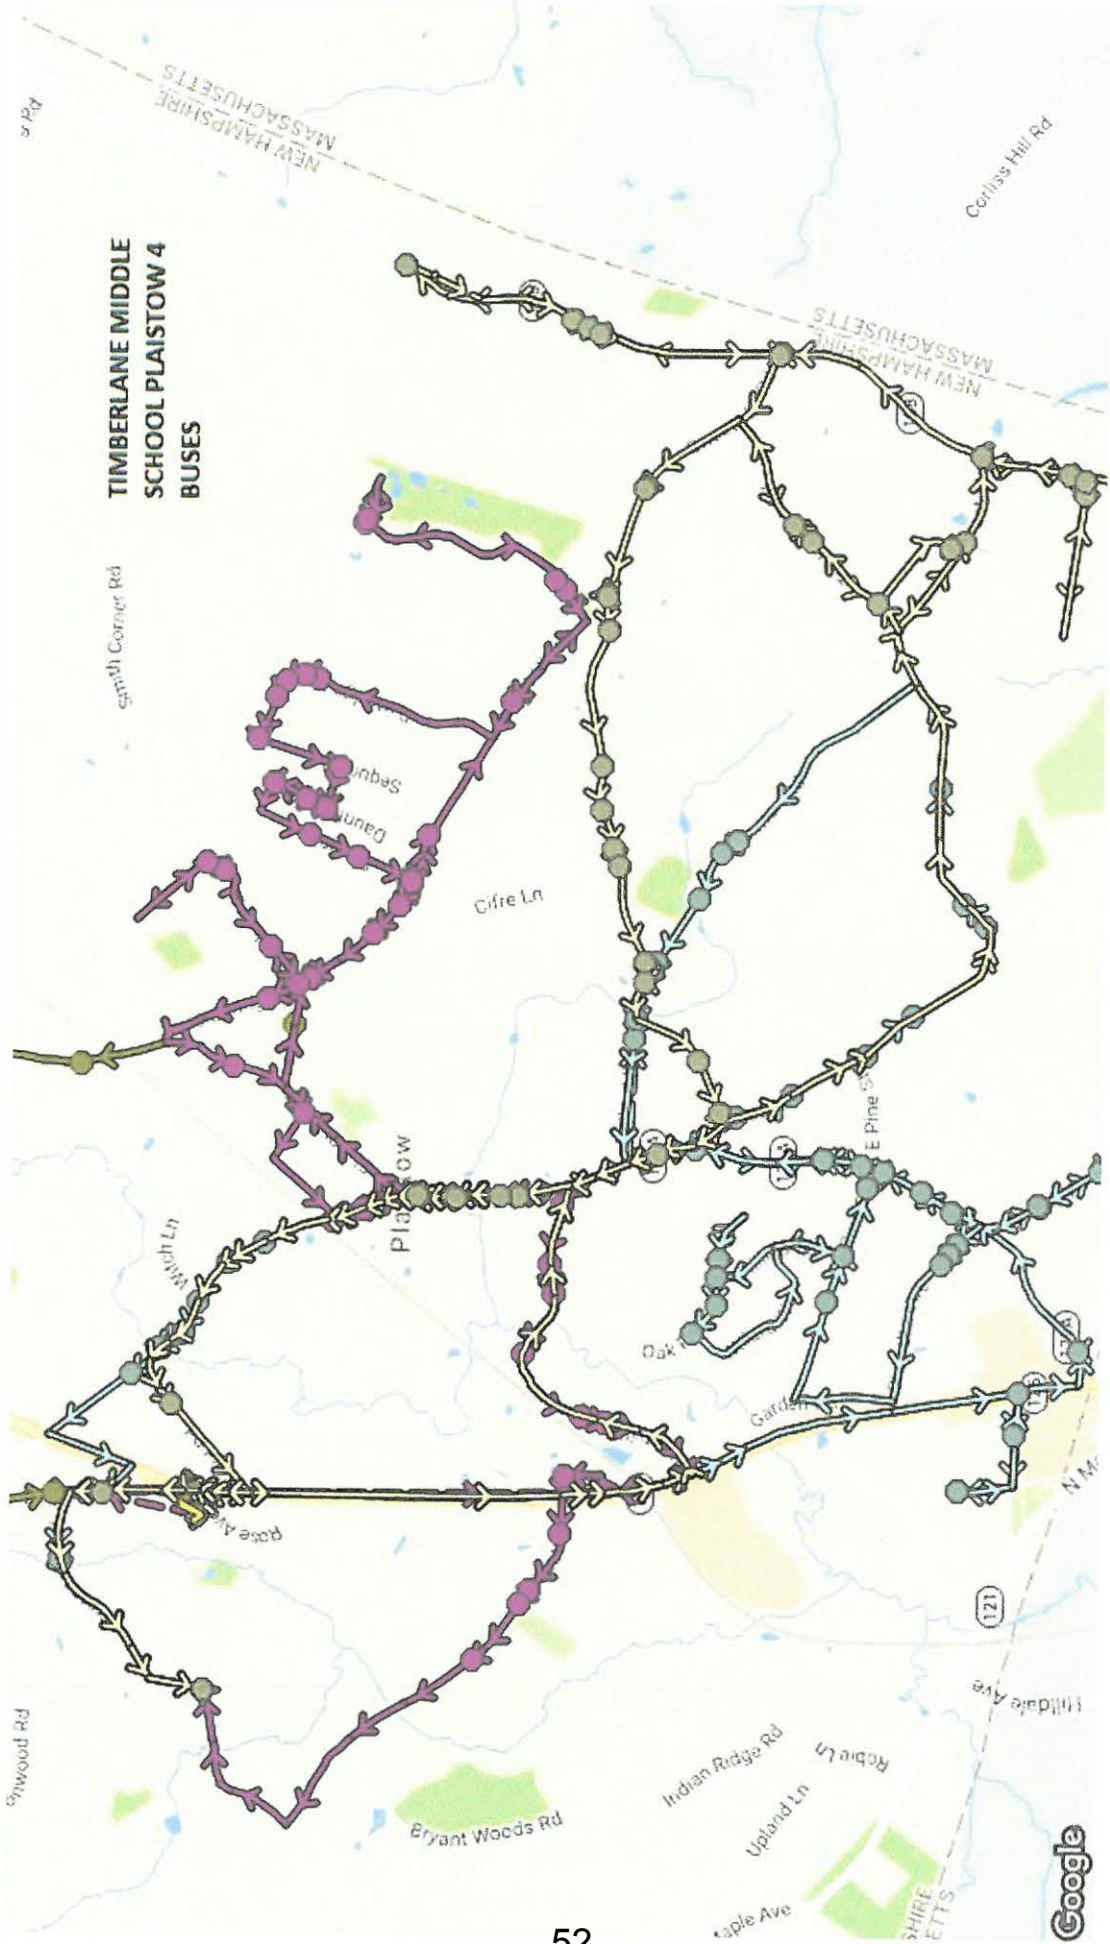 TIMBERLANE MIDDLE
SCHOOL PLAISTOW 4
BUSES
NEW HAMPSHIRE
MASSACHUSETTS
Smith Corner Rd
Corliss Hill Rd
NEW HAMPSHIRE
MASSACHUSETTS
Cifre Ln
E Pine S
Witch Ln
Oak
Garden
Rose Av
121
Hilldale Ave
Robie Ln
Indian Ridge Rd
Upland Ln
Bryant Woods Rd
Google
52